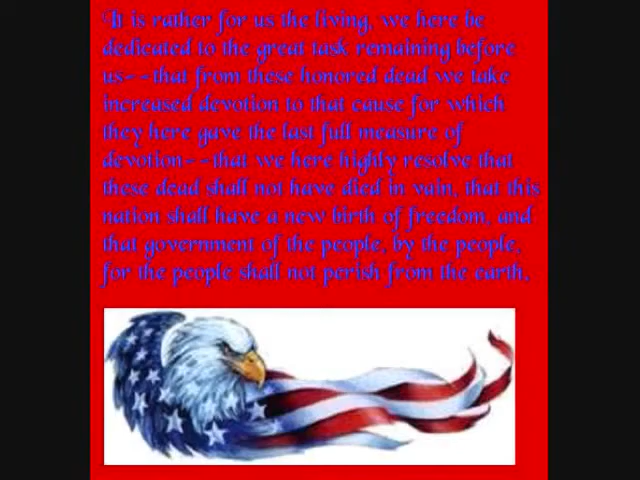 It is rather for us the living, we here be
dedicated to the great task remaining before
us--that from these honored dead we take
increased devotion to that cause for which
they here gave the last full measure of
devotion--that we here highly resolve that
these dead shall not have died in vain, that this
nation shall have a new birth of freedom, and
that government of the people, by the people,
for the people shall not perish from the earth,